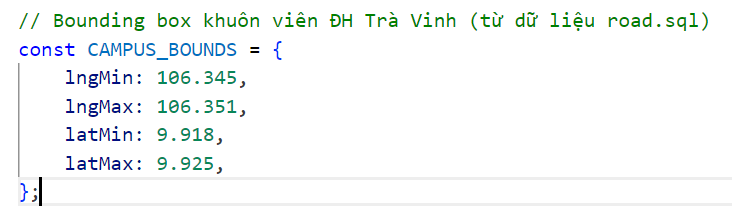 // Bounding box khuôn viên ĐH Trà Vinh (từ dữ liệu road.sql)
const CAMPUS_BOUNDS = {
    lngMin: 106.345,
    lngMax: 106.351,
    latMin: 9.918,
    latMax: 9.925,
};